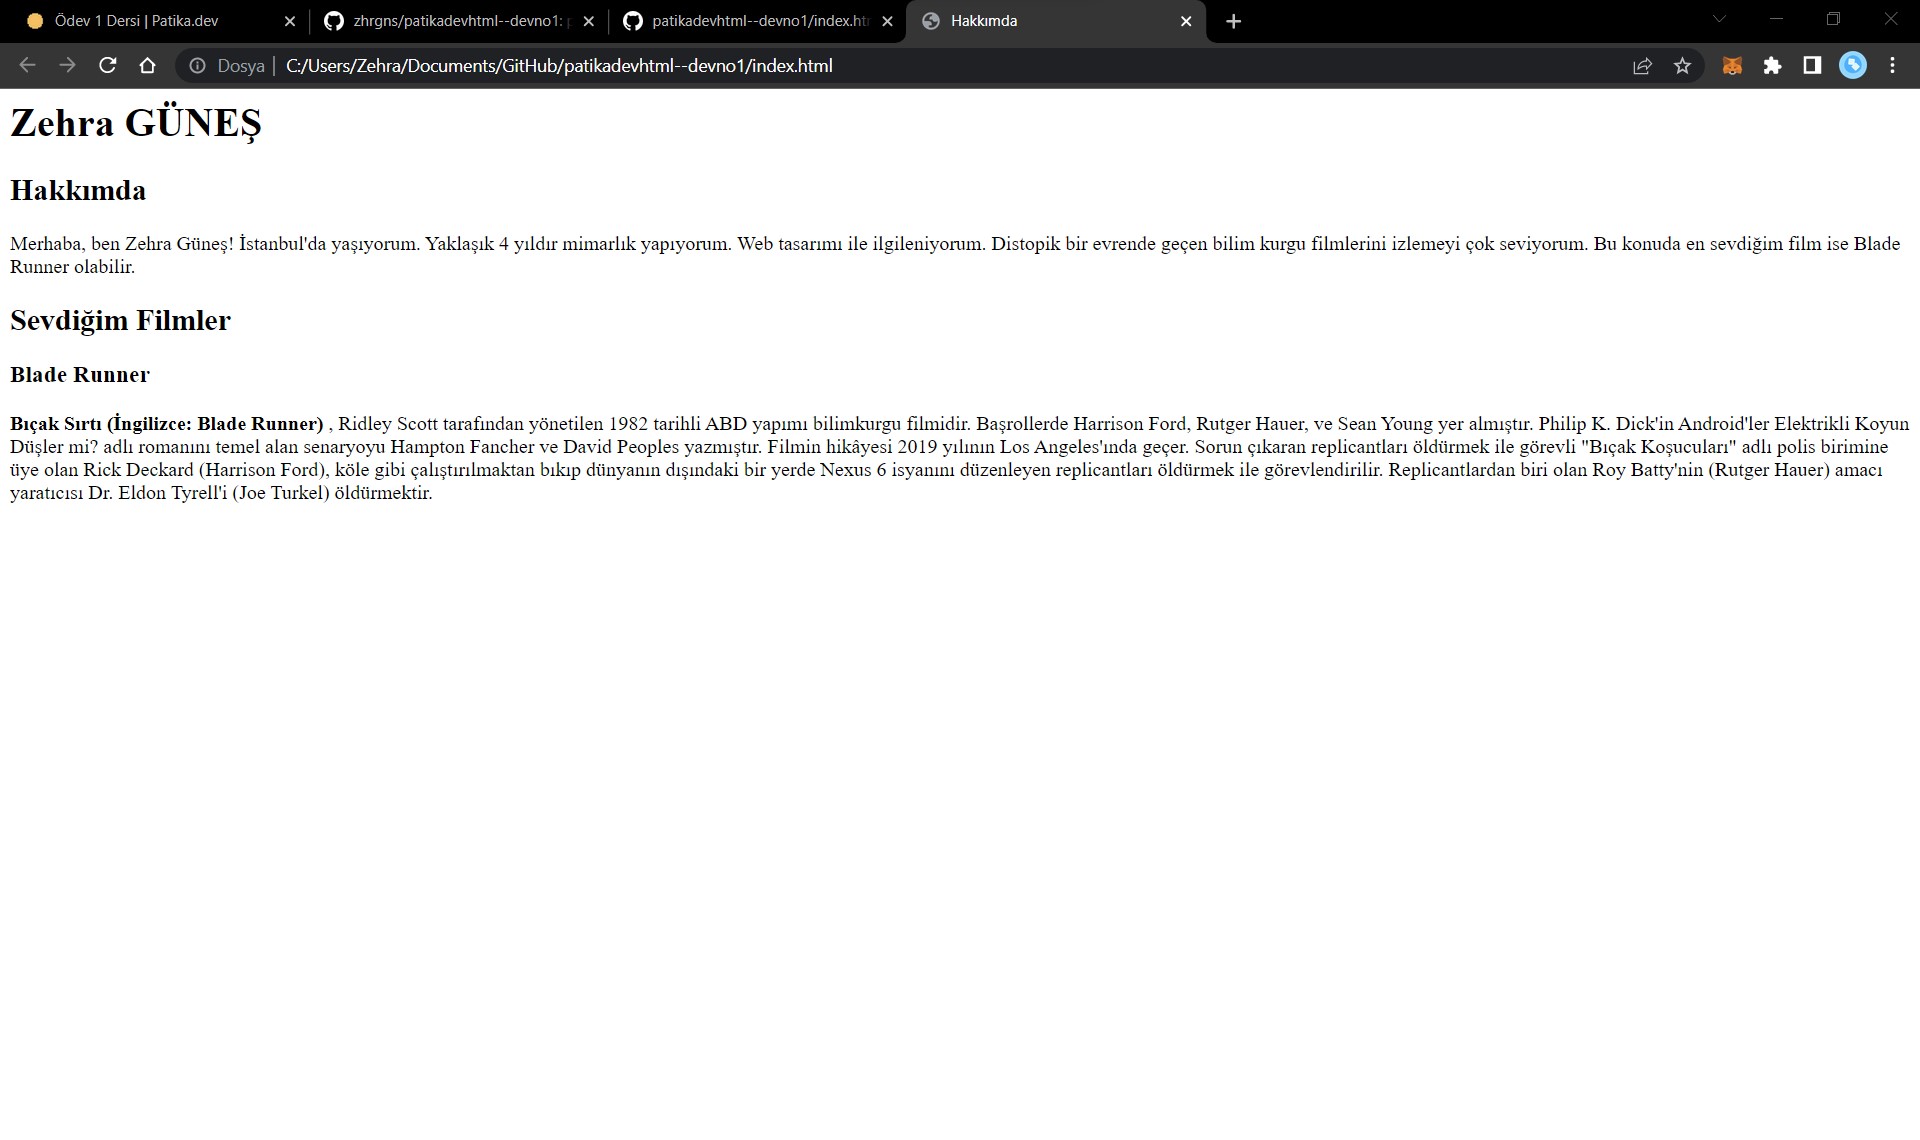 Ödev 1 Dersi | Patika.dev
zhrgns/patikadevhtml--devno1:
patikadevhtml--devno1/index.htm
Hakkımda
Dosya
C:/Users/Zehra/Documents/GitHub/patikadevhtml--devno1/index.html
Zehra GÜNEŞ
Hakkımda
Merhaba, ben Zehra Güneş! İstanbul'da yaşıyorum. Yaklaşık 4 yıldır mimarlık yapıyorum. Web tasarımı ile ilgileniyorum. Distopik bir evrende geçen bilim kurgu filmlerini izlemeyi çok seviyorum. Bu konuda en sevdiğim film ise Blade
Runner olabilir.
Sevdiğim Filmler
Blade Runner
Bıçak Sırtı (İngilizce: Blade Runner) , Ridley Scott tarafından yönetilen 1982 tarihli ABD yapımı bilimkurgu filmidir. Başrollerde Harrison Ford, Rutger Hauer, ve Sean Young yer almıştır. Philip K. Dick'in Android'ler Elektrikli Koyun
Düşler mi? adlı romanını temel alan senaryoyu Hampton Fancher ve David Peoples yazmıştır. Filmin hikâyesi 2019 yılının Los Angeles'ında geçer. Sorun çıkaran replicantları öldürmek ile görevli "Bıçak Koşucuları" adlı polis birimine
üye olan Rick Deckard (Harrison Ford), köle gibi çalıştırılmaktan bıkıp dünyanın dışındaki bir yerde Nexus 6 isyanını düzenleyen replicantları öldürmek ile görevlendirilir. Replicantlardan biri olan Roy Batty'nin (Rutger Hauer) amacı
yaratıcısı Dr. Eldon Tyrell'i (Joe Turkel) öldürmektir.